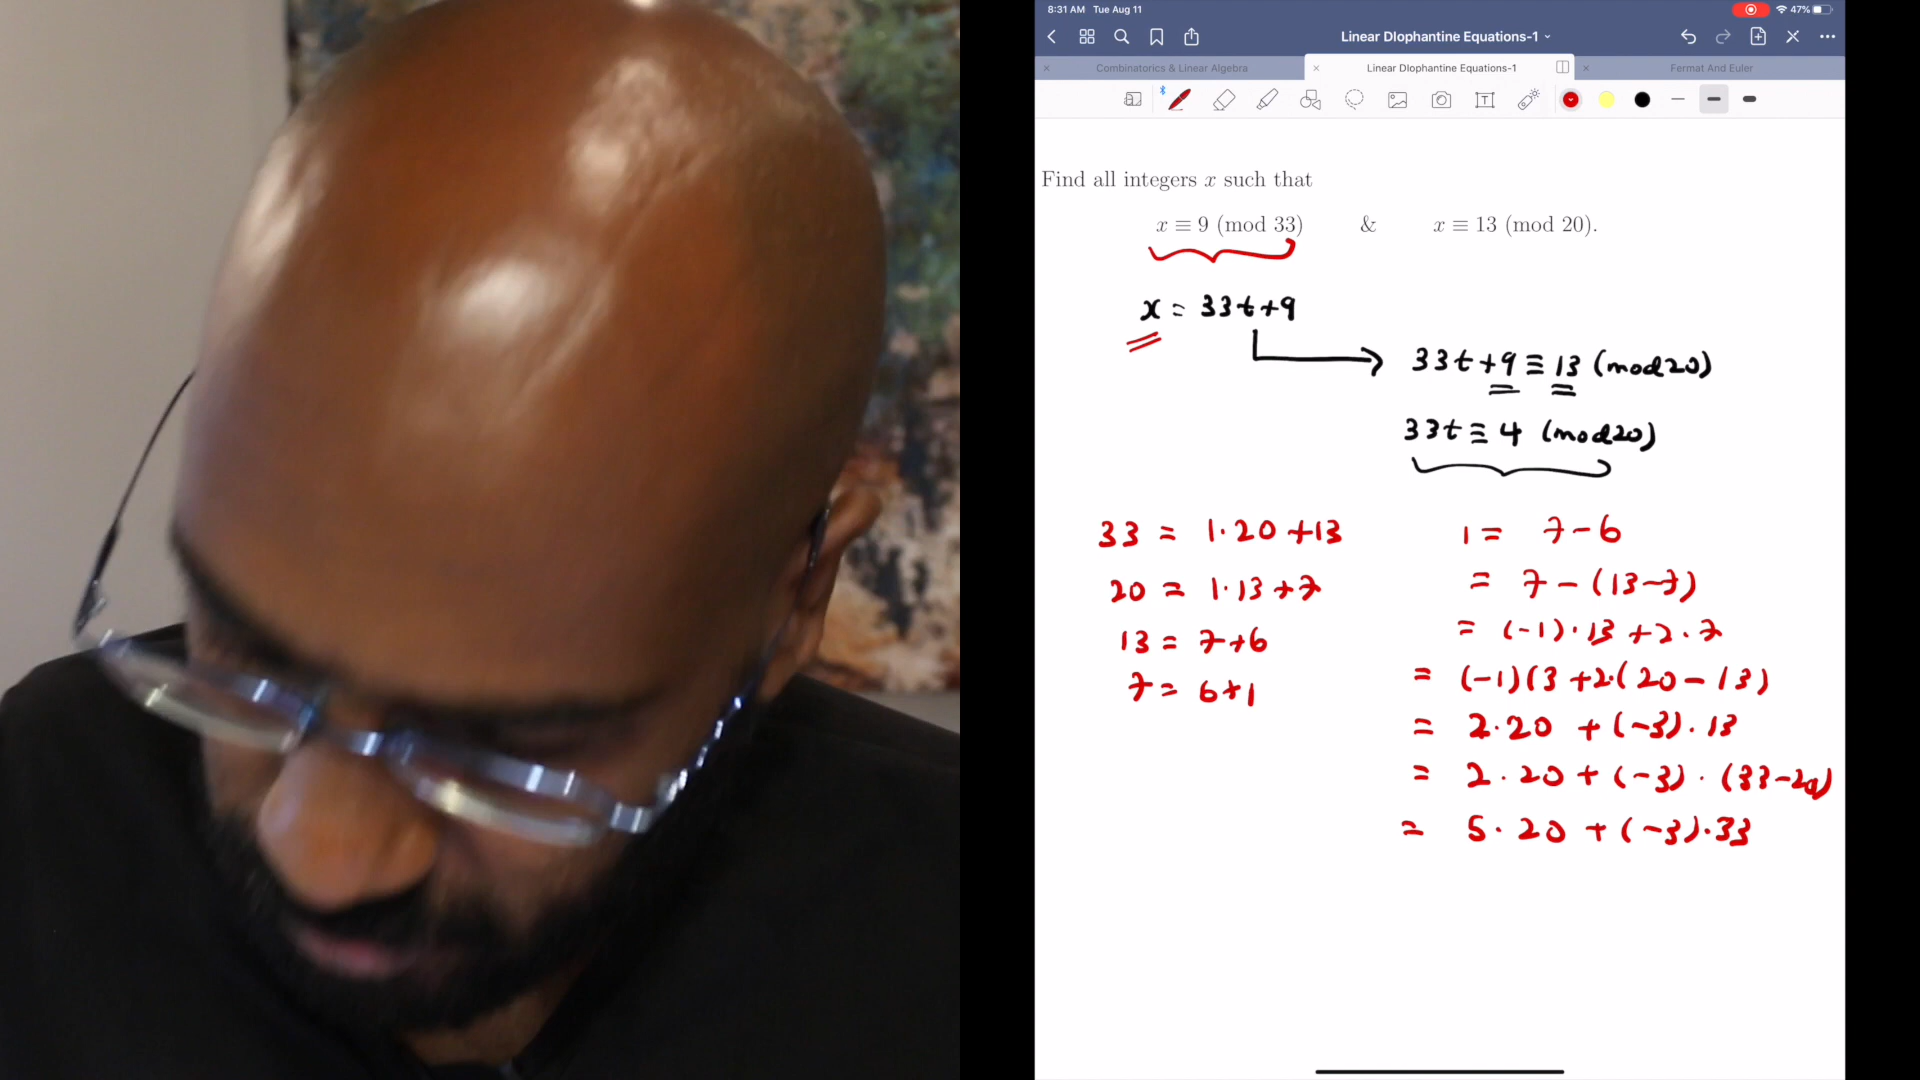 8:31 AM Tue Aug 11
47%
Linear DIophantine Equations-1
Combinatorics & Linear Algebra
Linear DIophantine Equations-1
Fermat And Euler
Find all integers x such that
x ≡ 9 (mod 33) & x ≡ 13 (mod 20).
x = 33t+9
33t+9 ≡ 13 (mod 20)
33t ≡ 4 (mod 20)
33 = 1·20+13
20 = 1·13+7
13 = 7+6
7 = 6+1
1 = 7-6
= 7-(13-7)
= (-1)·13+2·7
= (-1)13+2·(20-13)
= 2·20+(-3)·13
= 2·20+(-3)·(33-20)
= 5·20+(-3)·33